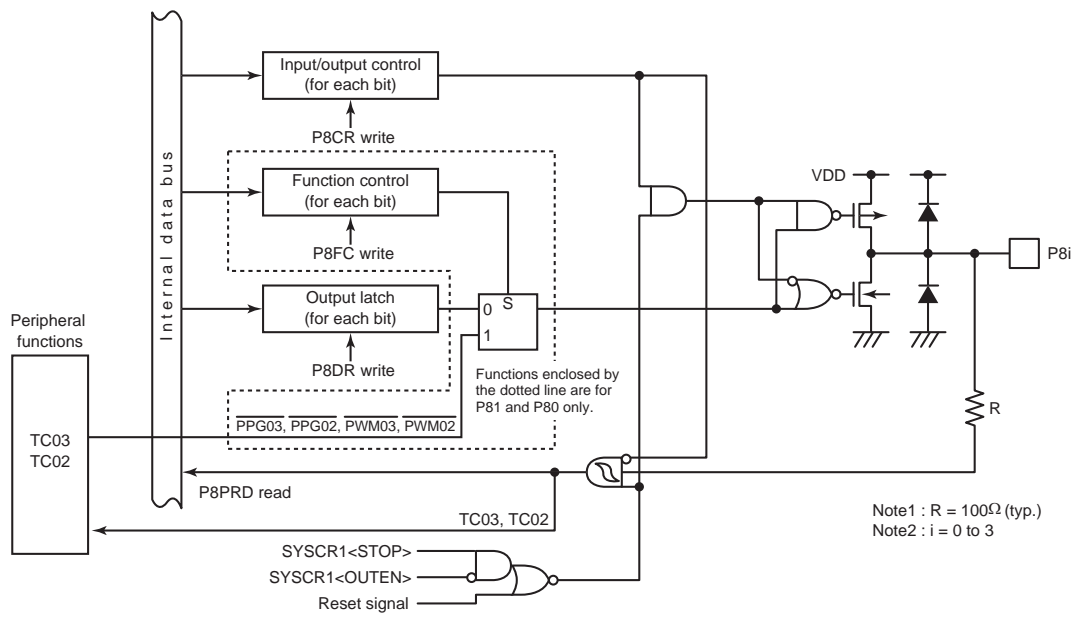 Input/output control
(for each bit)
P8CR write
Internal data bus
Function control
(for each bit)
P8FC write
Output latch
(for each bit)
P8DR write
0
S
1
VDD
P8i
R
Peripheral
functions
TC03
TC02
Functions enclosed by
the dotted line are for
P81 and P80 only.
PPG03, PPG02, PWM03, PWM02
P8PRD read
TC03, TC02
SYSCR1<STOP>
SYSCR1<OUTEN>
Reset signal
Note1 : R = 100Ω (typ.)
Note2 : i = 0 to 3